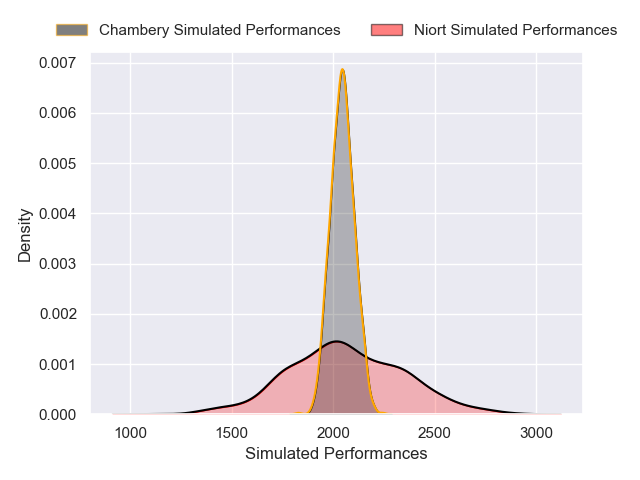 Chambery Simulated Performances
Niort Simulated Performances
0.007
0.006
0.005
0.004
0.003
0.002
0.001
0.000
Density
1000 1500 2000 2500 3000
Simulated Performances